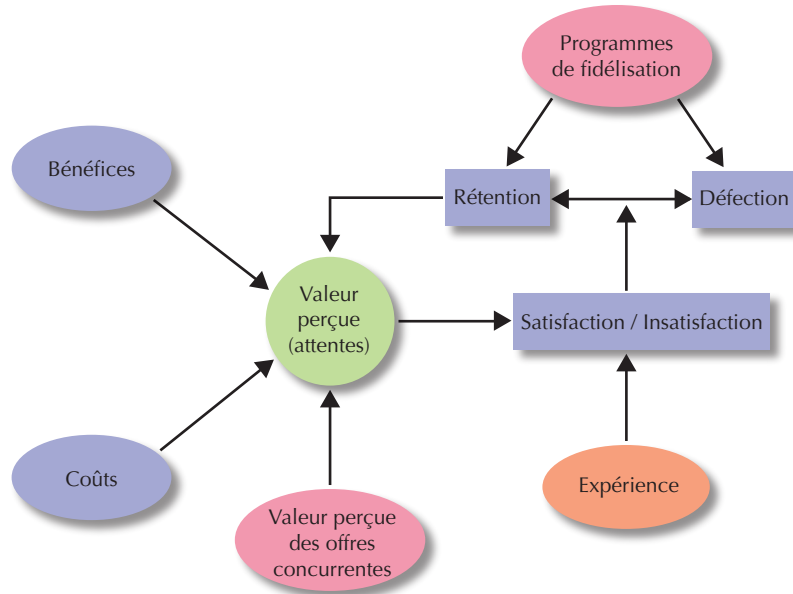 Programmes
de fidélisation
Bénéfices
Rétention
Défection
Valeur
perçue
(attentes)
Satisfaction / Insatisfaction
Coûts
Expérience
Valeur perçue
des offres
concurrentes